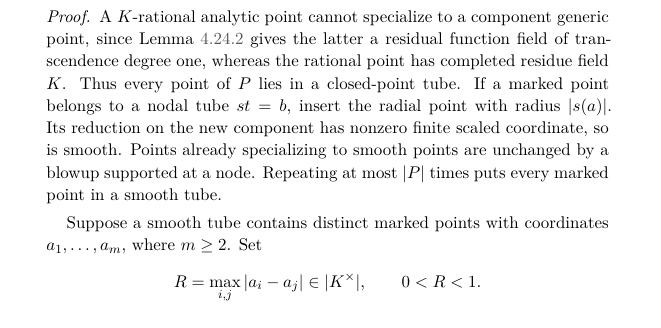 Proof. A K-rational analytic point cannot specialize to a component generic
point, since Lemma 4.24.2 gives the latter a residual function field of tran-
scendence degree one, whereas the rational point has completed residue field
K. Thus every point of P lies in a closed-point tube. If a marked point
belongs to a nodal tube st = b, insert the radial point with radius |s(a)|.
Its reduction on the new component has nonzero finite scaled coordinate, so
is smooth. Points already specializing to smooth points are unchanged by a
blowup supported at a node. Repeating at most |P| times puts every marked
point in a smooth tube.
Suppose a smooth tube contains distinct marked points with coordinates
a₁, . . . , aₘ, where m ≥ 2. Set
R = max_{i,j} |aᵢ − aⱼ| ∈ |K^×|, 0 < R < 1.